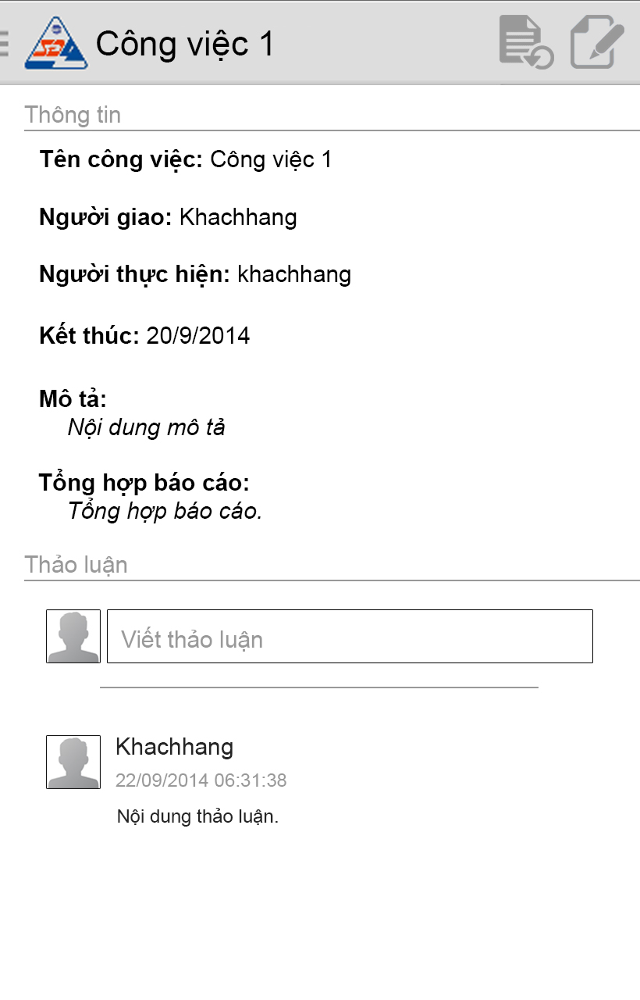 Công việc 1
Thông tin
Tên công việc: Công việc 1
Người giao: Khachhang
Người thực hiện: khachhang
Kết thúc: 20/9/2014
Mô tả:
Nội dung mô tả
Tổng hợp báo cáo:
Tổng hợp báo cáo.
Thảo luận
Viết thảo luận
Khachhang
22/09/2014 06:31:38
Nội dung thảo luận.